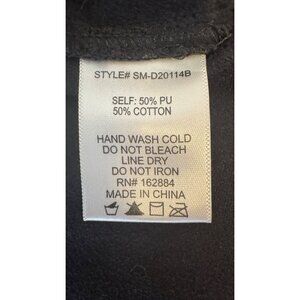 STYLE# SM-D20114B
SELF: 50% PU
50% COTTON
HAND WASH COLD
DO NOT BLEACH
LINE DRY
DO NOT IRON
RN# 162884
MADE IN CHINA